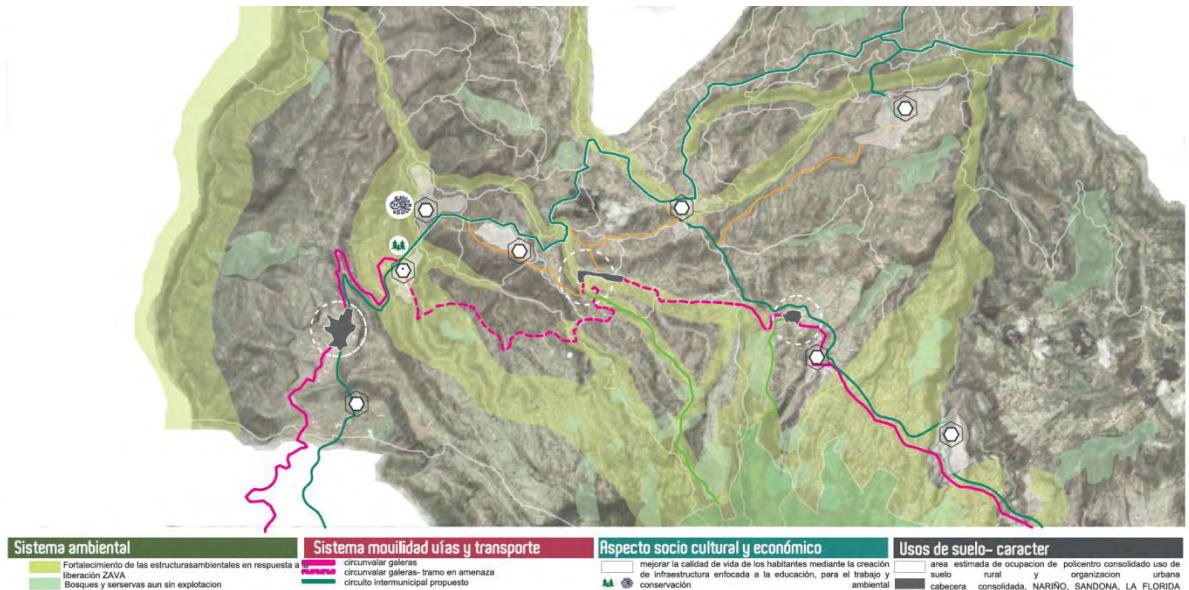 Sistema ambiental
Fortalecimiento de las estructurasambientales en respuesta a la
liberación ZAVA
Bosques y serservas aun sin explotacion
Sistema mouilidad uías y transporte
circunvalar galeras
circunvalar galeras- tramo en amenaza
circuito intermunicipal propuesto
Aspecto socio cultural y económico
mejorar la calidad de vida de los habitantes mediante la creación
de infraestructura enfocada a la educación, para el trabajo y
conservación ambiental
Usos de suelo- caracter
area estimada de ocupacion de policentro consolidado uso de
suelo rural y organizacion urbana
cabecera consolidada, NARIÑO, SANDONA, LA FLORIDA